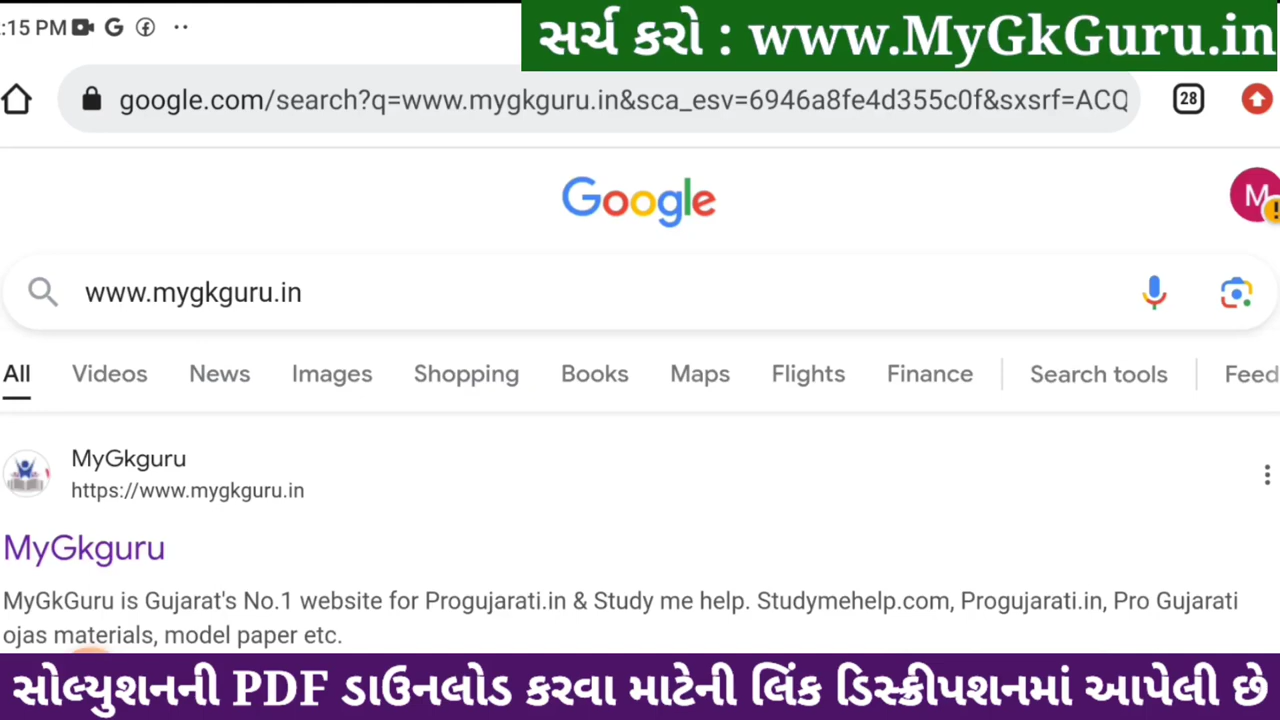 :15 PM
સર્ચ કરો : www.MyGkGuru.in
google.com/search?q=www.mygkguru.in&sca_esv=6946a8fe4d355c0f&sxsrf=ACQ
28
Google
M
www.mygkguru.in
All Videos News Images Shopping Books Maps Flights Finance Search tools Feed
MyGkguru
https://www.mygkguru.in
MyGkguru
MyGkGuru is Gujarat's No.1 website for Progujarati.in & Study me help. Studymehelp.com, Progujarati.in, Pro Gujarati
ojas materials, model paper etc.
સોલ્યુશનની PDF ડાઉનલોડ કરવા માટેની લિંક ડિસ્ક્રીપશનમાં આપેલી છે